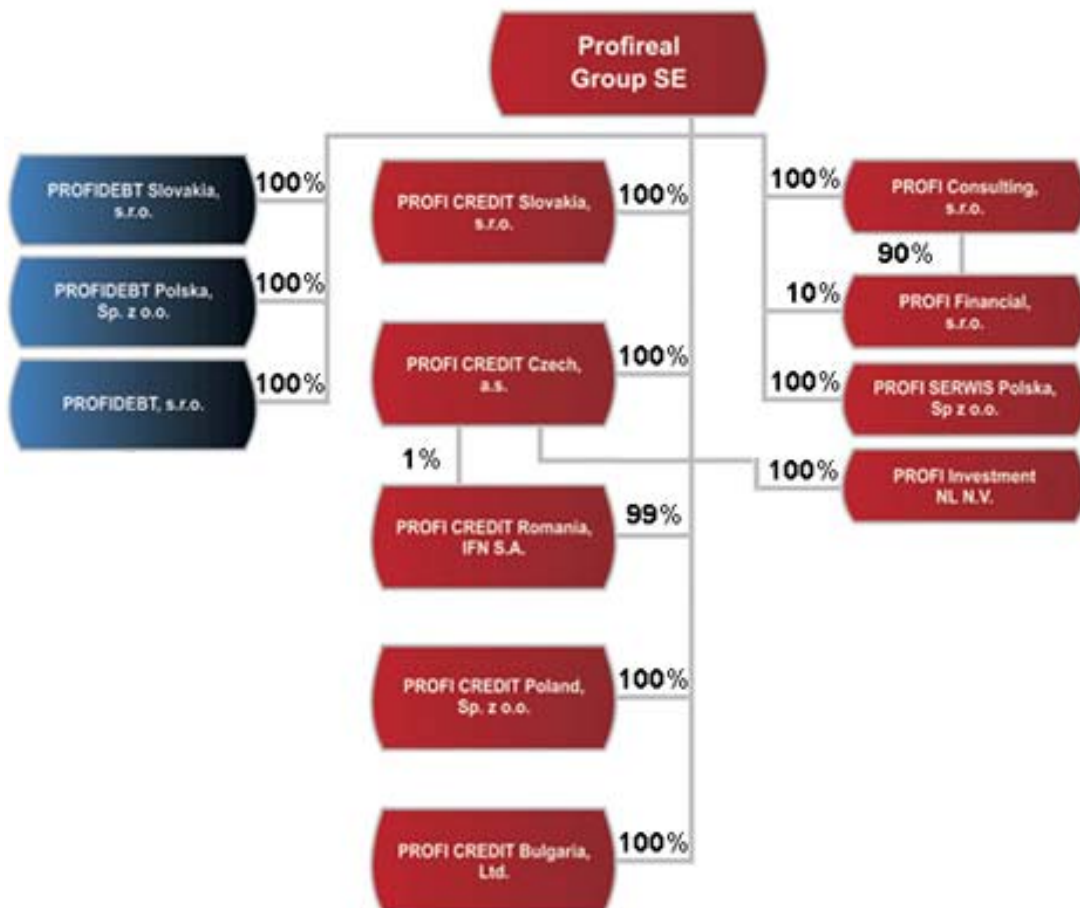 Profireal
Group SE
PROFIDEBT Slovakia,
s.r.o.
100%
PROFIDEBT Polska,
Sp. z o.o.
100%
PROFIDEBT, s.r.o.
100%
PROFI CREDIT Slovakia,
s.r.o.
100%
PROFI CREDIT Czech,
a.s.
100%
1%
PROFI CREDIT Romania,
IFN S.A.
99%
PROFI CREDIT Poland,
Sp. z o.o.
100%
PROFI CREDIT Bulgaria,
Ltd.
100%
100%
PROFI Consulting,
s.r.o.
90%
10%
PROFI Financial,
s.r.o.
100%
PROFI SERWIS Polska,
Sp z o.o.
100%
PROFI Investment
NL N.V.